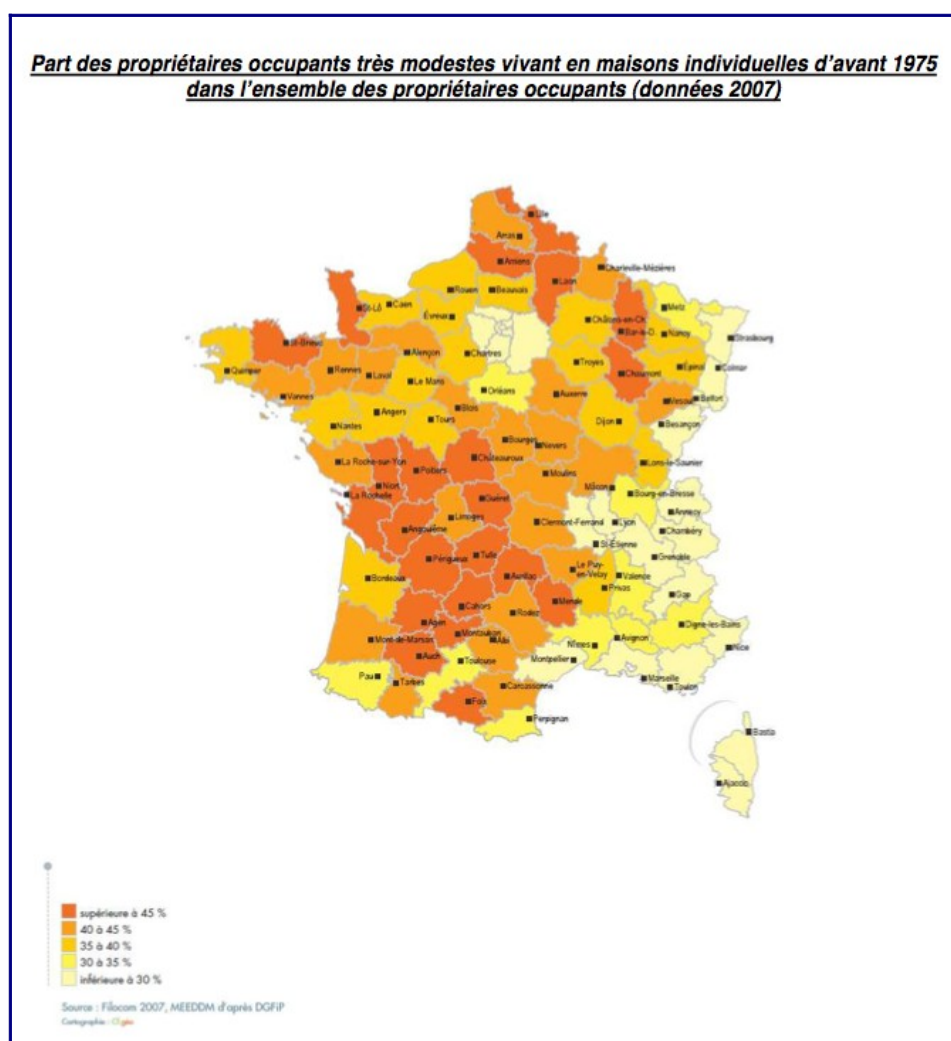 Part des propriétaires occupants très modestes vivant en maisons individuelles d’avant 1975
dans l’ensemble des propriétaires occupants (données 2007)
Lille
Arras
Amiens
Charleville-Mézières
Laon
Rouen
Beauvais
St-Lô
Caen
Évreux
Châlons-en-Ch
Metz
Bar-le-D
Nancy
Strasbourg
St-Brieuc
Alençon
Chartres
Quimper
Rennes
Laval
Le Mans
Troyes
Épinal
Chaumont
Colmar
Orléans
Vannes
Auxerre
Blois
Vesoul
Belfort
Angers
Tours
Dijon
Besançon
Nantes
Bourges
Nevers
La Roche-sur-Yon
Poitiers
Châteauroux
Lons-le-Saunier
Moulins
Niort
Mâcon
Bourg-en-Bresse
La Rochelle
Guéret
Annecy
Limoges
Clermont-Ferrand
Lyon
Angoulême
Chambéry
St-Étienne
Périgueux
Tulle
Grenoble
Le Puy-
en-Velay
Valence
Bordeaux
Aurillac
Privas
Gap
Mende
Cahors
Rodez
Agen
Digne-les-Bains
Montauban
Avignon
Mont-de-Marsan
Albi
Nîmes
Nice
Auch
Toulouse
Montpellier
Marseille
Pau
Toulon
Tarbes
Carcassonne
Foix
Perpignan
Bastia
Ajaccio
supérieure à 45 %
40 à 45 %
35 à 40 %
30 à 35 %
inférieure à 30 %
Source : Filocom 2007, MEEDDM d'après DGFiP
Cartographie :